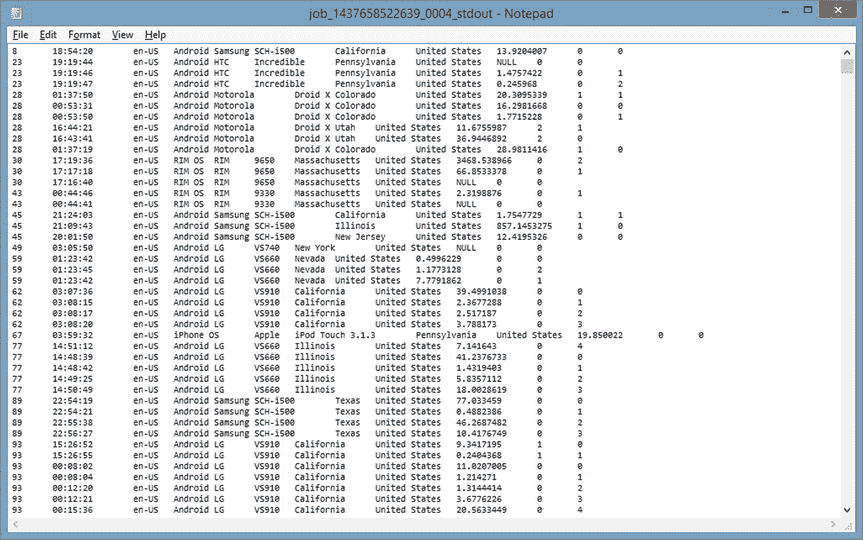 job_1437658522639_0004_stdout - Notepad
File Edit Format View Help
8 18:54:20 en-US Android Samsung SCH-i500 California United States 13.9204007 0 0
23 19:19:44 en-US Android HTC Incredible Pennsylvania United States NULL 0 0
23 19:19:46 en-US Android HTC Incredible Pennsylvania United States 1.4757422 0 1
23 19:19:47 en-US Android HTC Incredible Pennsylvania United States 0.245968 0 2
28 01:37:50 en-US Android Motorola Droid X Colorado United States 20.3095339 1 1
28 00:53:31 en-US Android Motorola Droid X Colorado United States 16.2981668 0 0
28 00:53:50 en-US Android Motorola Droid X Colorado United States 1.7715228 0 1
28 16:44:21 en-US Android Motorola Droid X Utah United States 11.6755987 2 1
28 16:43:41 en-US Android Motorola Droid X Utah United States 36.9446892 2 0
28 01:37:19 en-US Android Motorola Droid X Colorado United States 28.9811416 1 0
30 17:19:36 en-US RIM OS RIM 9650 Massachusetts United States 3468.538966 0 2
30 17:17:18 en-US RIM OS RIM 9650 Massachusetts United States 66.8533378 0 1
30 17:16:40 en-US RIM OS RIM 9650 Massachusetts United States NULL 0 0
43 00:44:46 en-US RIM OS RIM 9330 Massachusetts United States 2.3198876 0 1
43 00:44:41 en-US RIM OS RIM 9330 Massachusetts United States NULL 0 0
45 21:24:03 en-US Android Samsung SCH-i500 California United States 1.7547729 1 1
45 21:09:43 en-US Android Samsung SCH-i500 Illinois United States 857.1453275 1 0
45 20:01:50 en-US Android Samsung SCH-i500 New Jersey United States 12.4195326 0 0
49 03:05:50 en-US Android LG VS740 New York United States NULL 0 0
59 01:23:42 en-US Android LG VS660 Nevada United States 0.4996229 0 0
59 01:23:45 en-US Android LG VS660 Nevada United States 1.1773128 0 2
59 01:23:42 en-US Android LG VS660 Nevada United States 7.7791862 0 1
62 03:07:36 en-US Android LG VS910 California United States 39.4991038 0 0
62 03:08:15 en-US Android LG VS910 California United States 2.3677288 0 1
62 03:08:17 en-US Android LG VS910 California United States 2.517187 0 2
62 03:08:20 en-US Android LG VS910 California United States 3.788173 0 3
67 03:59:32 en-US iPhone OS Apple iPod Touch 3.1.3 Pennsylvania United States 19.850022 0 0
77 14:51:12 en-US Android LG VS660 Illinois United States 7.141643 0 4
77 14:48:39 en-US Android LG VS660 Illinois United States 41.2376733 0 0
77 14:48:42 en-US Android LG VS660 Illinois United States 1.4319403 0 1
77 14:49:25 en-US Android LG VS660 Illinois United States 5.8357112 0 2
77 14:50:49 en-US Android LG VS660 Illinois United States 18.0028619 0 3
89 22:54:19 en-US Android Samsung SCH-i500 Texas United States 77.033459 0 0
89 22:54:21 en-US Android Samsung SCH-i500 Texas United States 0.4882386 0 1
89 22:55:38 en-US Android Samsung SCH-i500 Texas United States 46.2687482 0 2
89 22:56:27 en-US Android Samsung SCH-i500 Texas United States 10.4176749 0 3
93 15:26:52 en-US Android LG VS910 California United States 9.3417195 1 0
93 15:26:55 en-US Android LG VS910 California United States 0.2404368 1 1
93 00:08:02 en-US Android LG VS910 California United States 11.0207005 0 0
93 00:08:04 en-US Android LG VS910 California United States 1.214271 0 1
93 00:12:20 en-US Android LG VS910 California United States 1.3144414 0 2
93 00:12:21 en-US Android LG VS910 California United States 3.6776226 0 3
93 00:15:36 en-US Android LG VS910 California United States 20.5633449 0 4